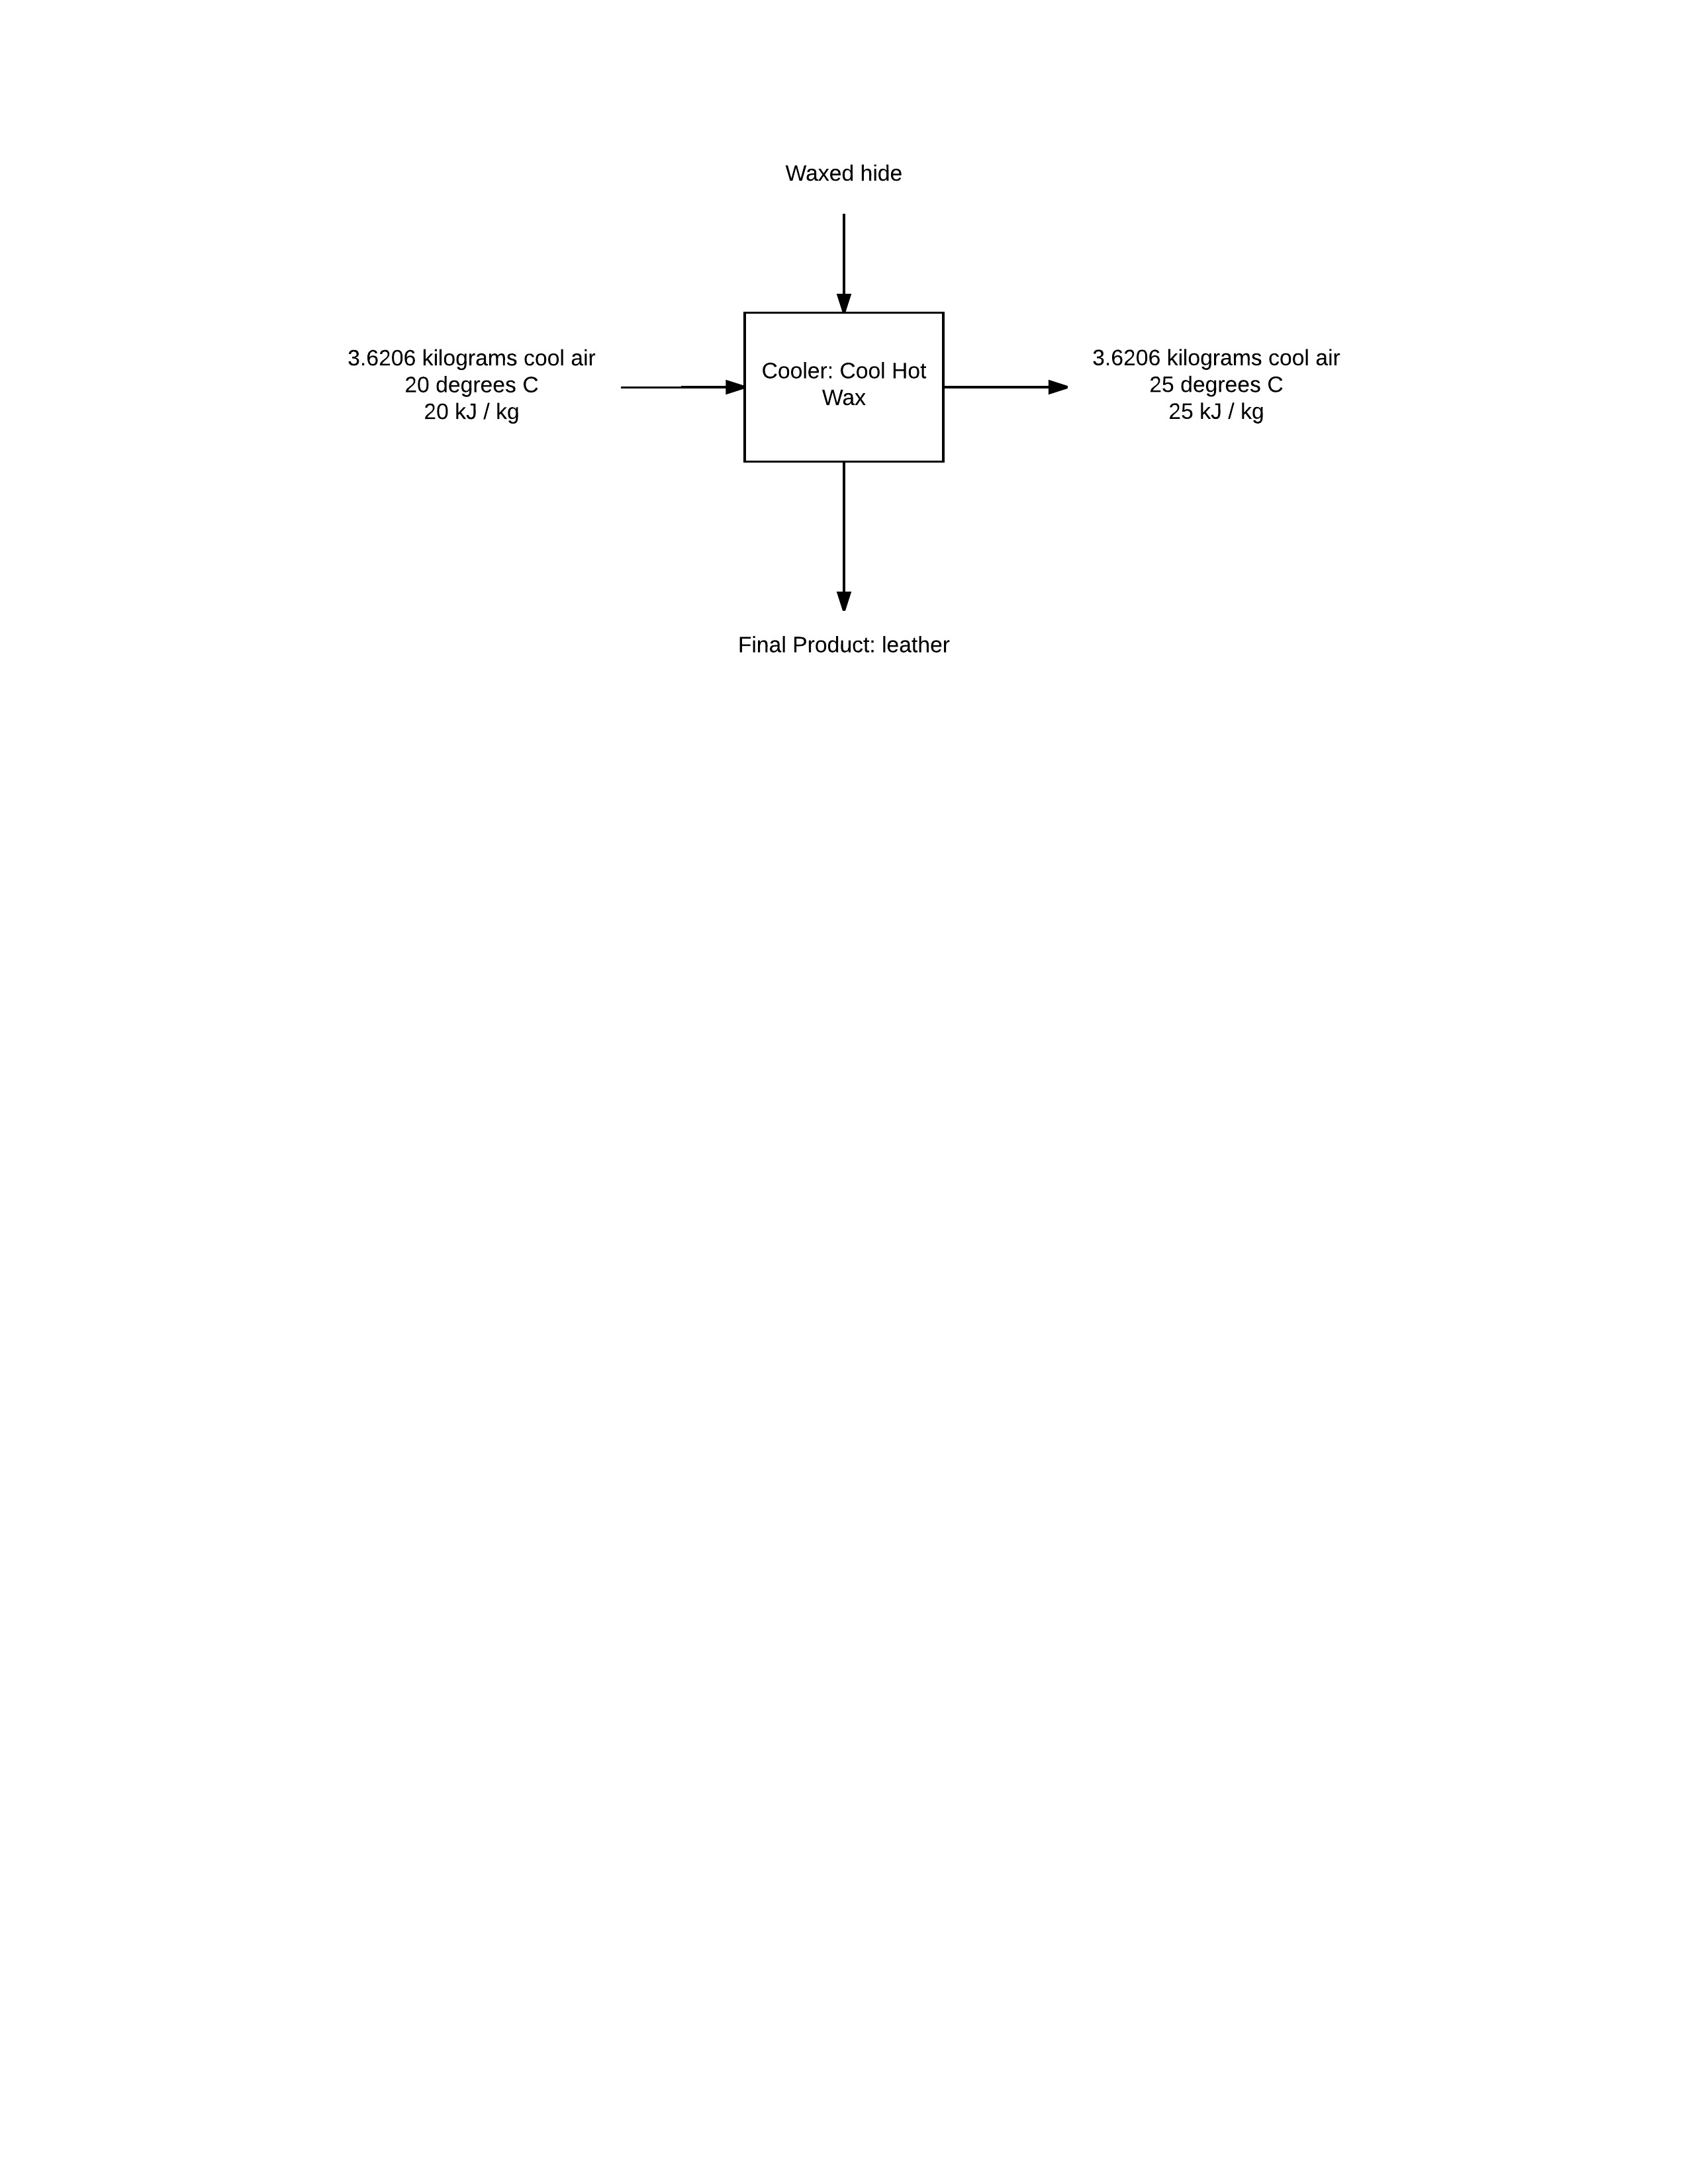 Waxed hide
3.6206 kilograms cool air
20 degrees C
20 kJ / kg
Cooler: Cool Hot
Wax
3.6206 kilograms cool air
25 degrees C
25 kJ / kg
Final Product: leather